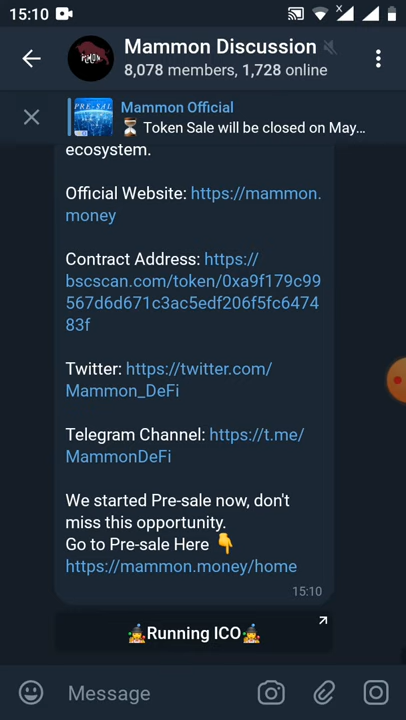 15:10
Mammon Discussion
8,078 members, 1,728 online
Mammon Official
⏳ Token Sale will be closed on May...
PRE-SAL
ecosystem.
Official Website: https://mammon.
money
Contract Address: https://
bscscan.com/token/0xa9f179c99
567d6d671c3ac5edf206f5fc6474
83f
Twitter: https://twitter.com/
Mammon_DeFi
Telegram Channel: https://t.me/
MammonDeFi
We started Pre-sale now, don't
miss this opportunity.
Go to Pre-sale Here 👇
https://mammon.money/home
15:10
Running ICO
Message